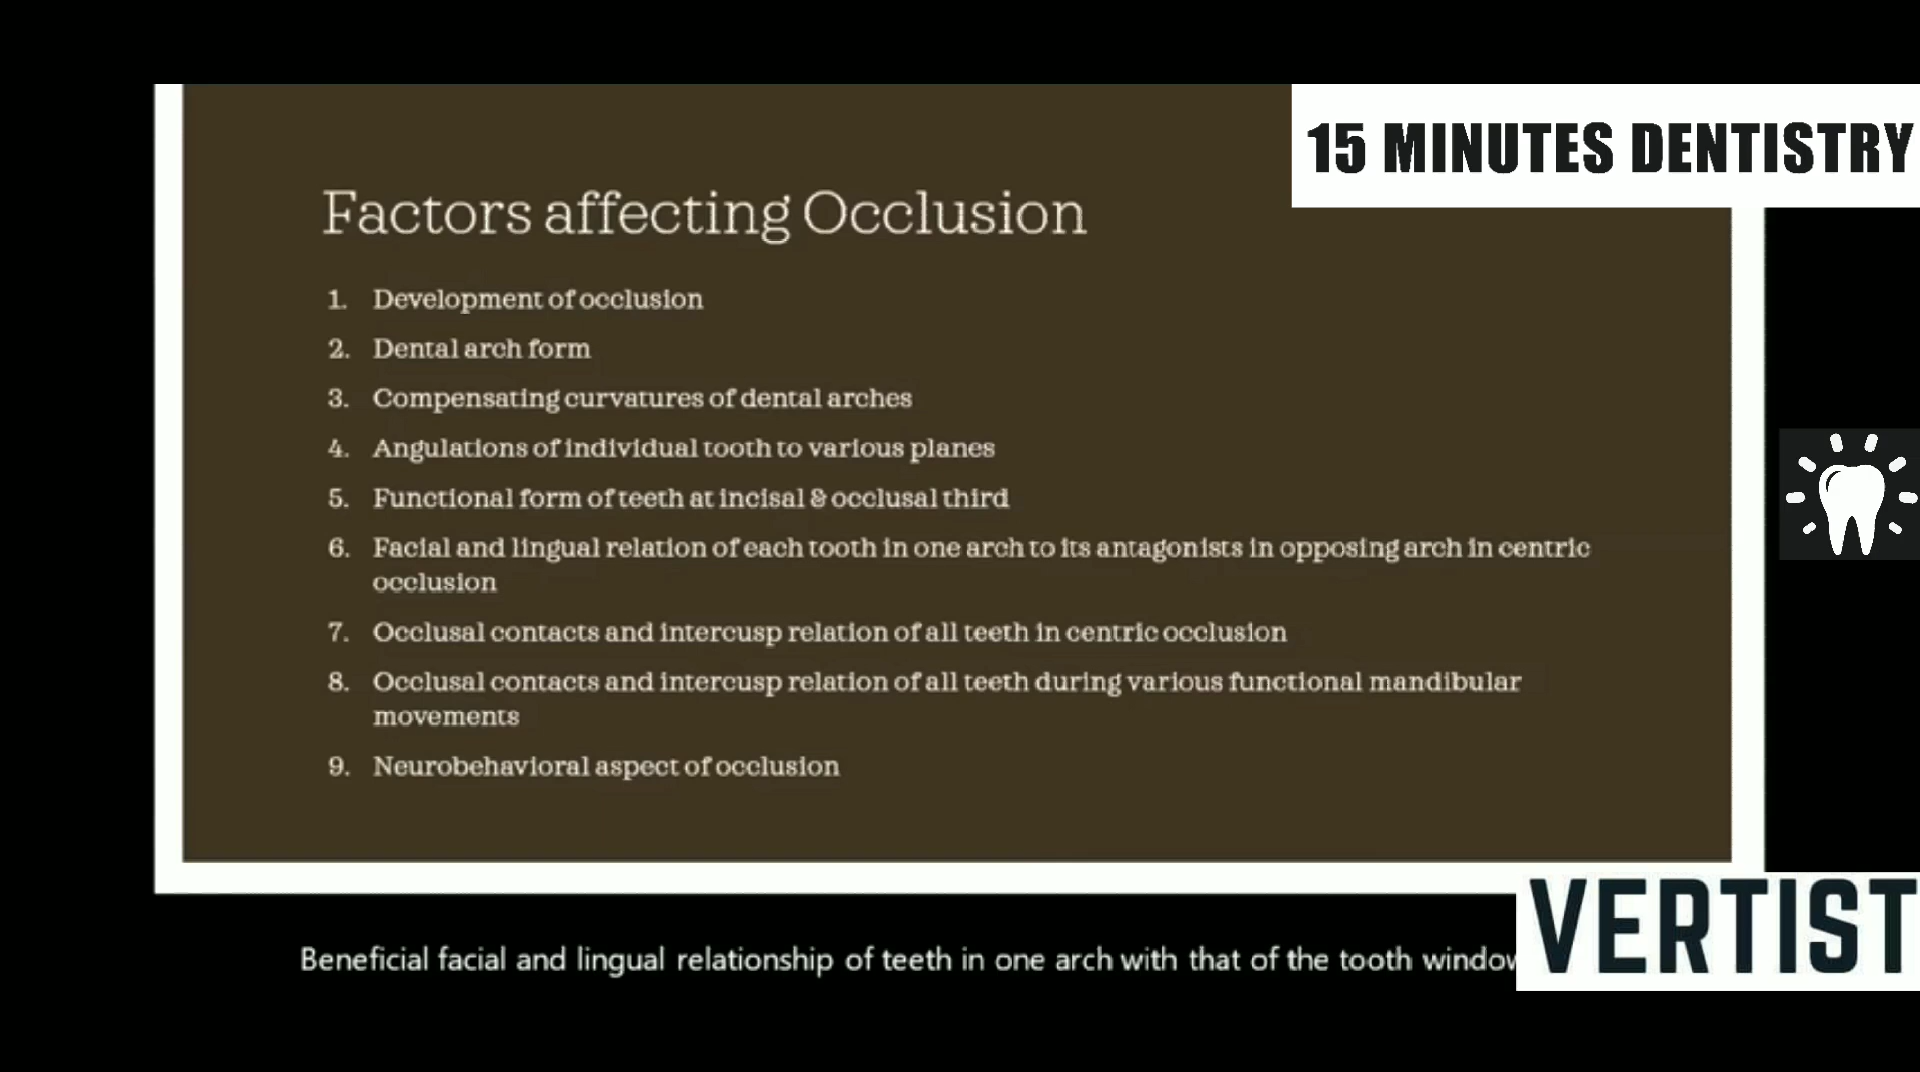 15 MINUTES DENTISTRY
Factors affecting Occlusion
1. Development of occlusion
2. Dental arch form
3. Compensating curvatures of dental arches
4. Angulations of individual tooth to various planes
5. Functional form of teeth at incisal & occlusal third
6. Facial and lingual relation of each tooth in one arch to its antagonists in opposing arch in centric
occlusion
7. Occlusal contacts and intercusp relation of all teeth in centric occlusion
8. Occlusal contacts and intercusp relation of all teeth during various functional mandibular
movements
9. Neurobehavioral aspect of occlusion
VERTIST
Beneficial facial and lingual relationship of teeth in one arch with that of the tooth